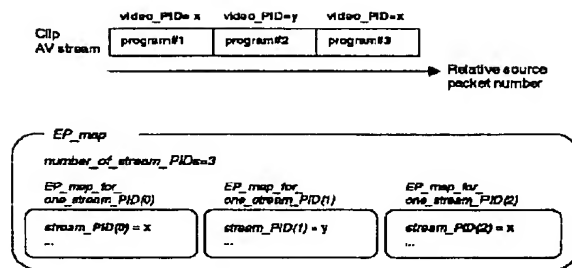 video_PID= x video_PID=y video_PID=x
Clip
AV stream
program#1 program#2 program#3
Relative source
packet number
EP_map
number_of_stream_PIDs=3
EP_map_for_
one_stream_PID(0)
EP_map_for_
one_stream_PID(1)
EP_map_for_
one_stream_PID(2)
stream_PID(0) = x
...
stream_PID(1) = y
...
stream_PID(2) = x
...